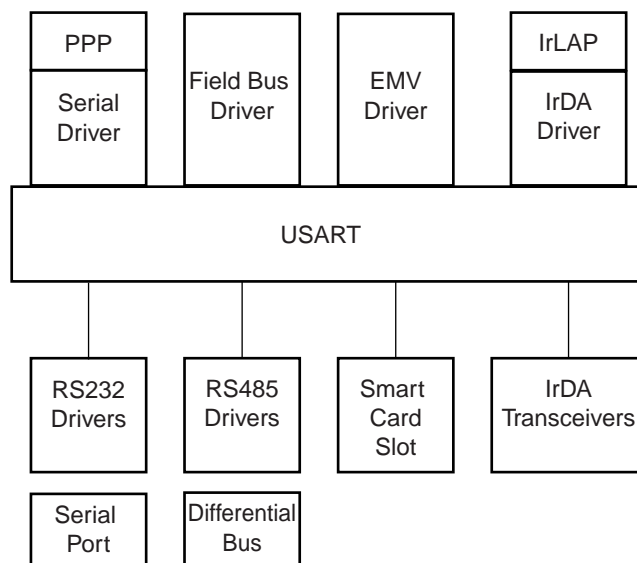 PPP
Serial
Driver
Field Bus
Driver
EMV
Driver
IrLAP
IrDA
Driver
USART
RS232
Drivers
RS485
Drivers
Smart
Card
Slot
IrDA
Transceivers
Serial
Port
Differential
Bus